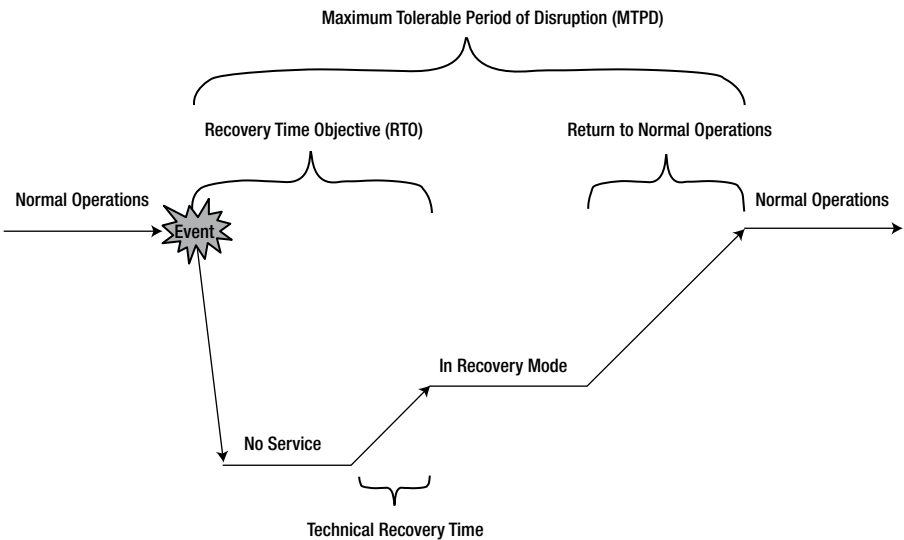 Maximum Tolerable Period of Disruption (MTPD)
Recovery Time Objective (RTO)
Return to Normal Operations
Normal Operations
Normal Operations
Event
In Recovery Mode
No Service
Technical Recovery Time